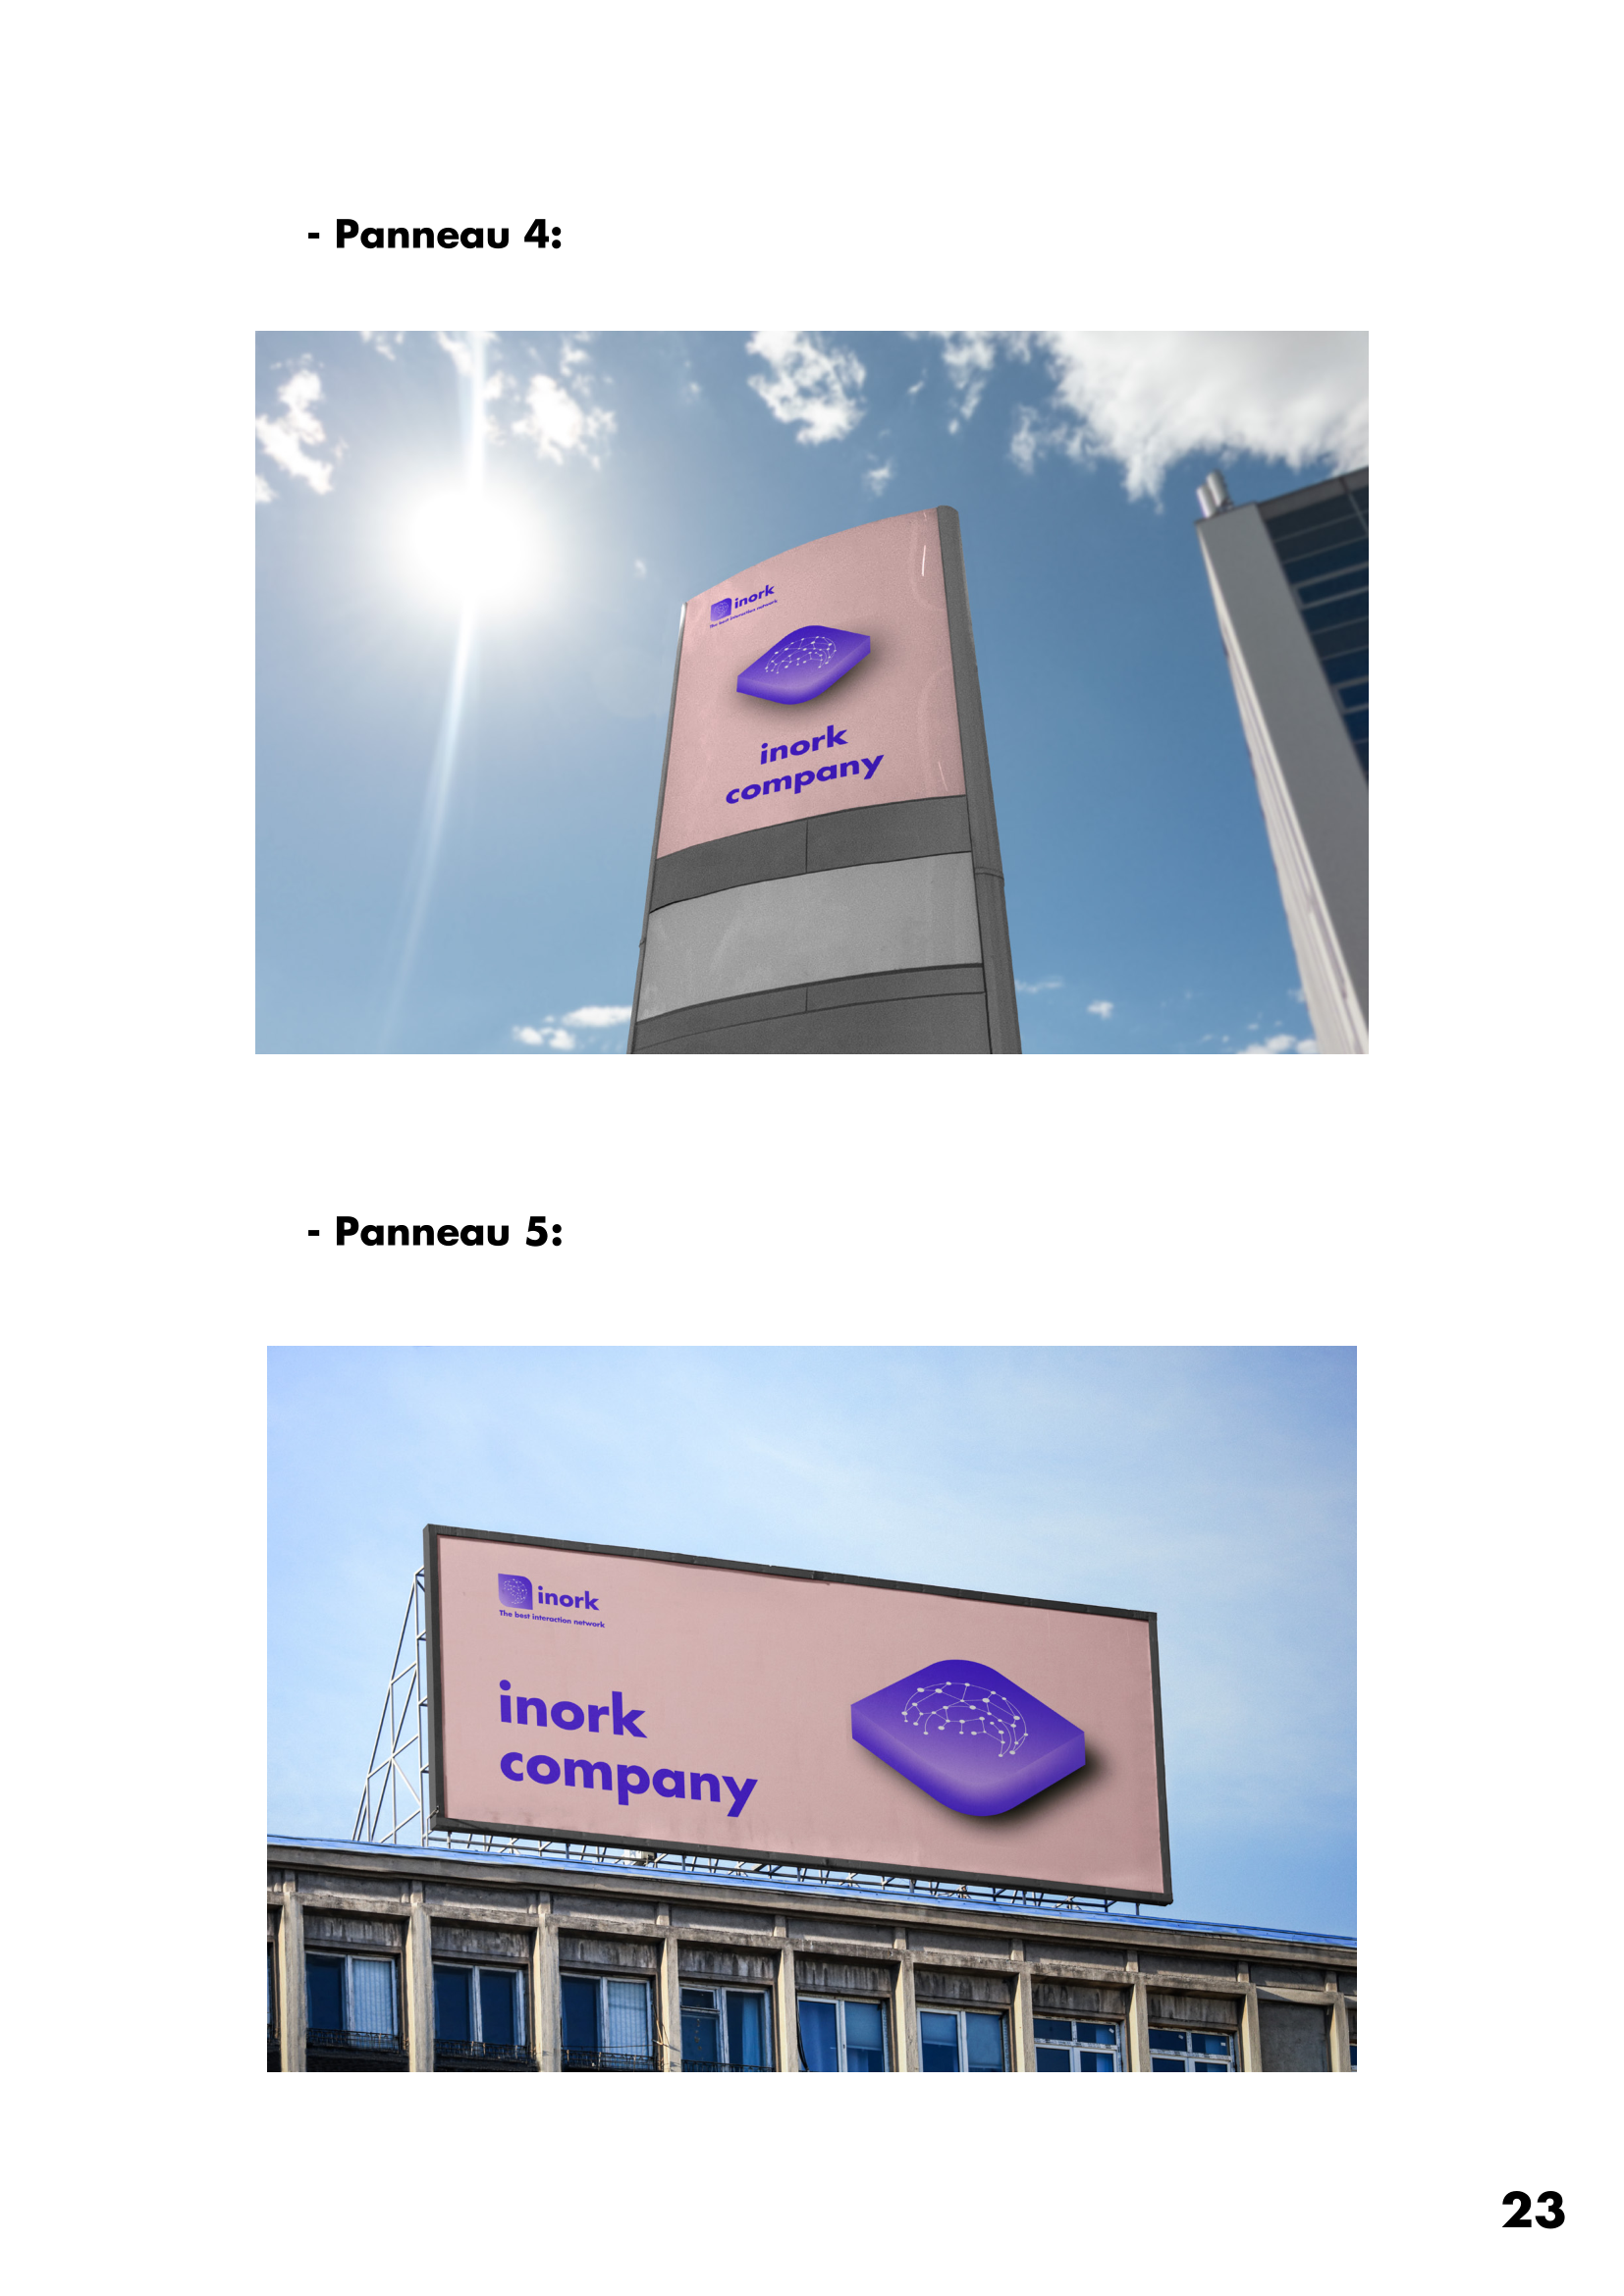 - Panneau 4:
inork
The best interaction network
inork
company
- Panneau 5:
inork
The best interaction network
inork
company
23